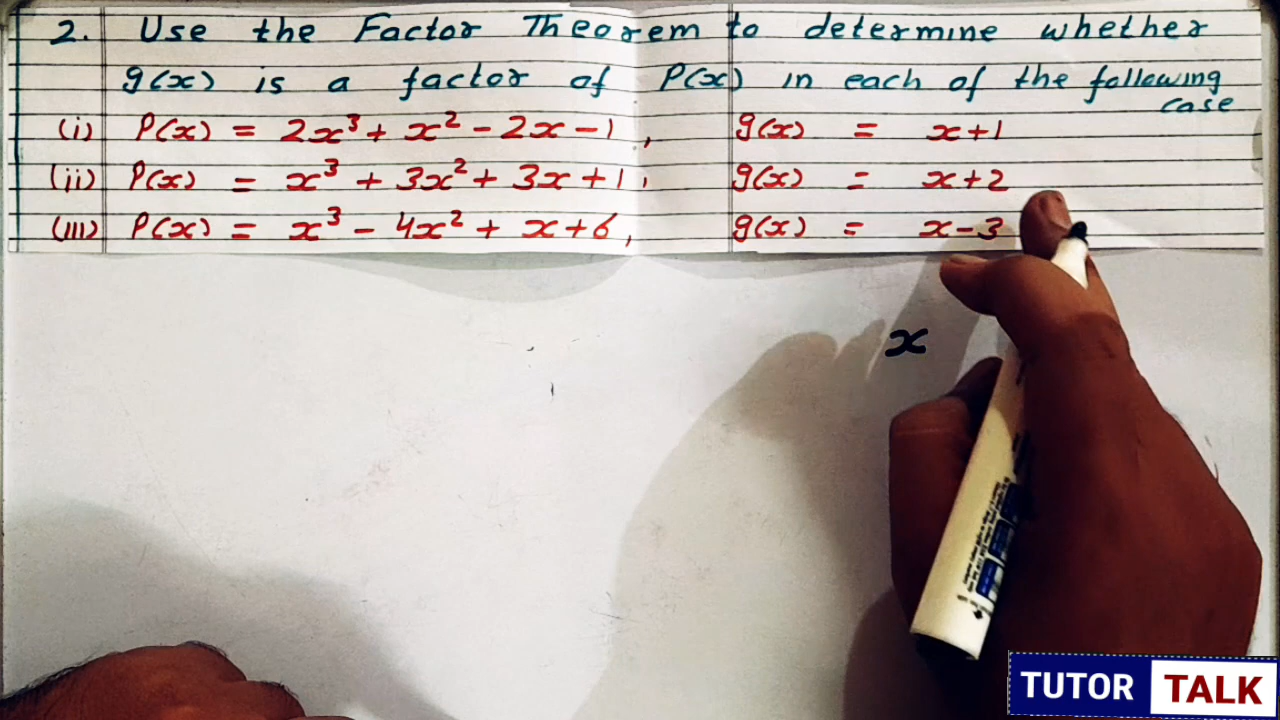 2. Use the Factor Theorem to determine whether
g(x) is a factor of P(x) in each of the following
case
(i) P(x) = 2x³ + x² - 2x - 1, g(x) = x+1
(ii) P(x) = x³ + 3x² + 3x + 1, g(x) = x+2
(iii) P(x) = x³ - 4x² + x + 6, g(x) = x-3
x
TUTOR TALK